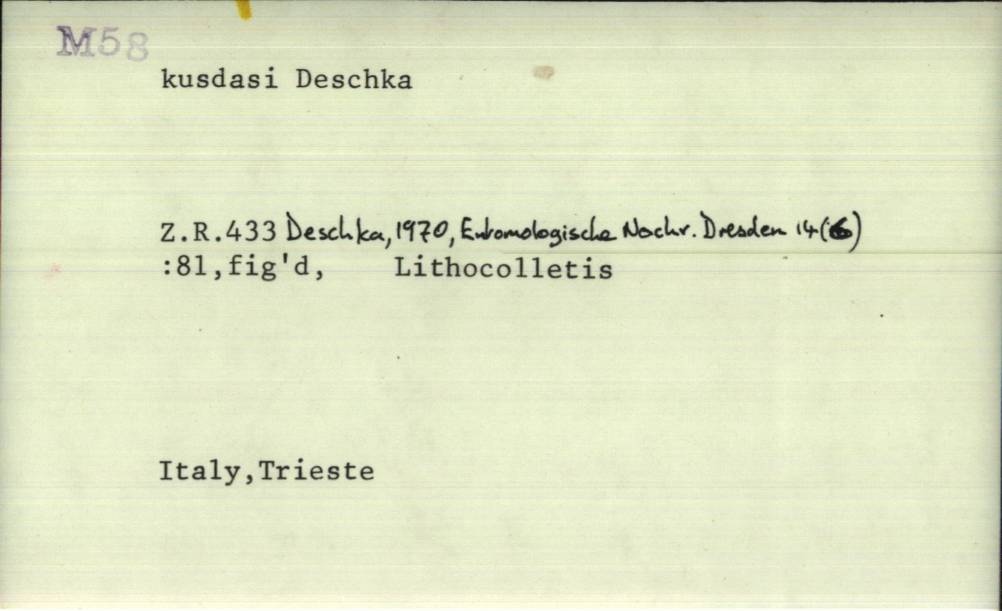 M58
kusdasi Deschka
Z.R.433 Deschka, 1970, Entomologische Nachr. Dresden 14(6)
:81,fig'd, Lithocolletis
Italy,Trieste